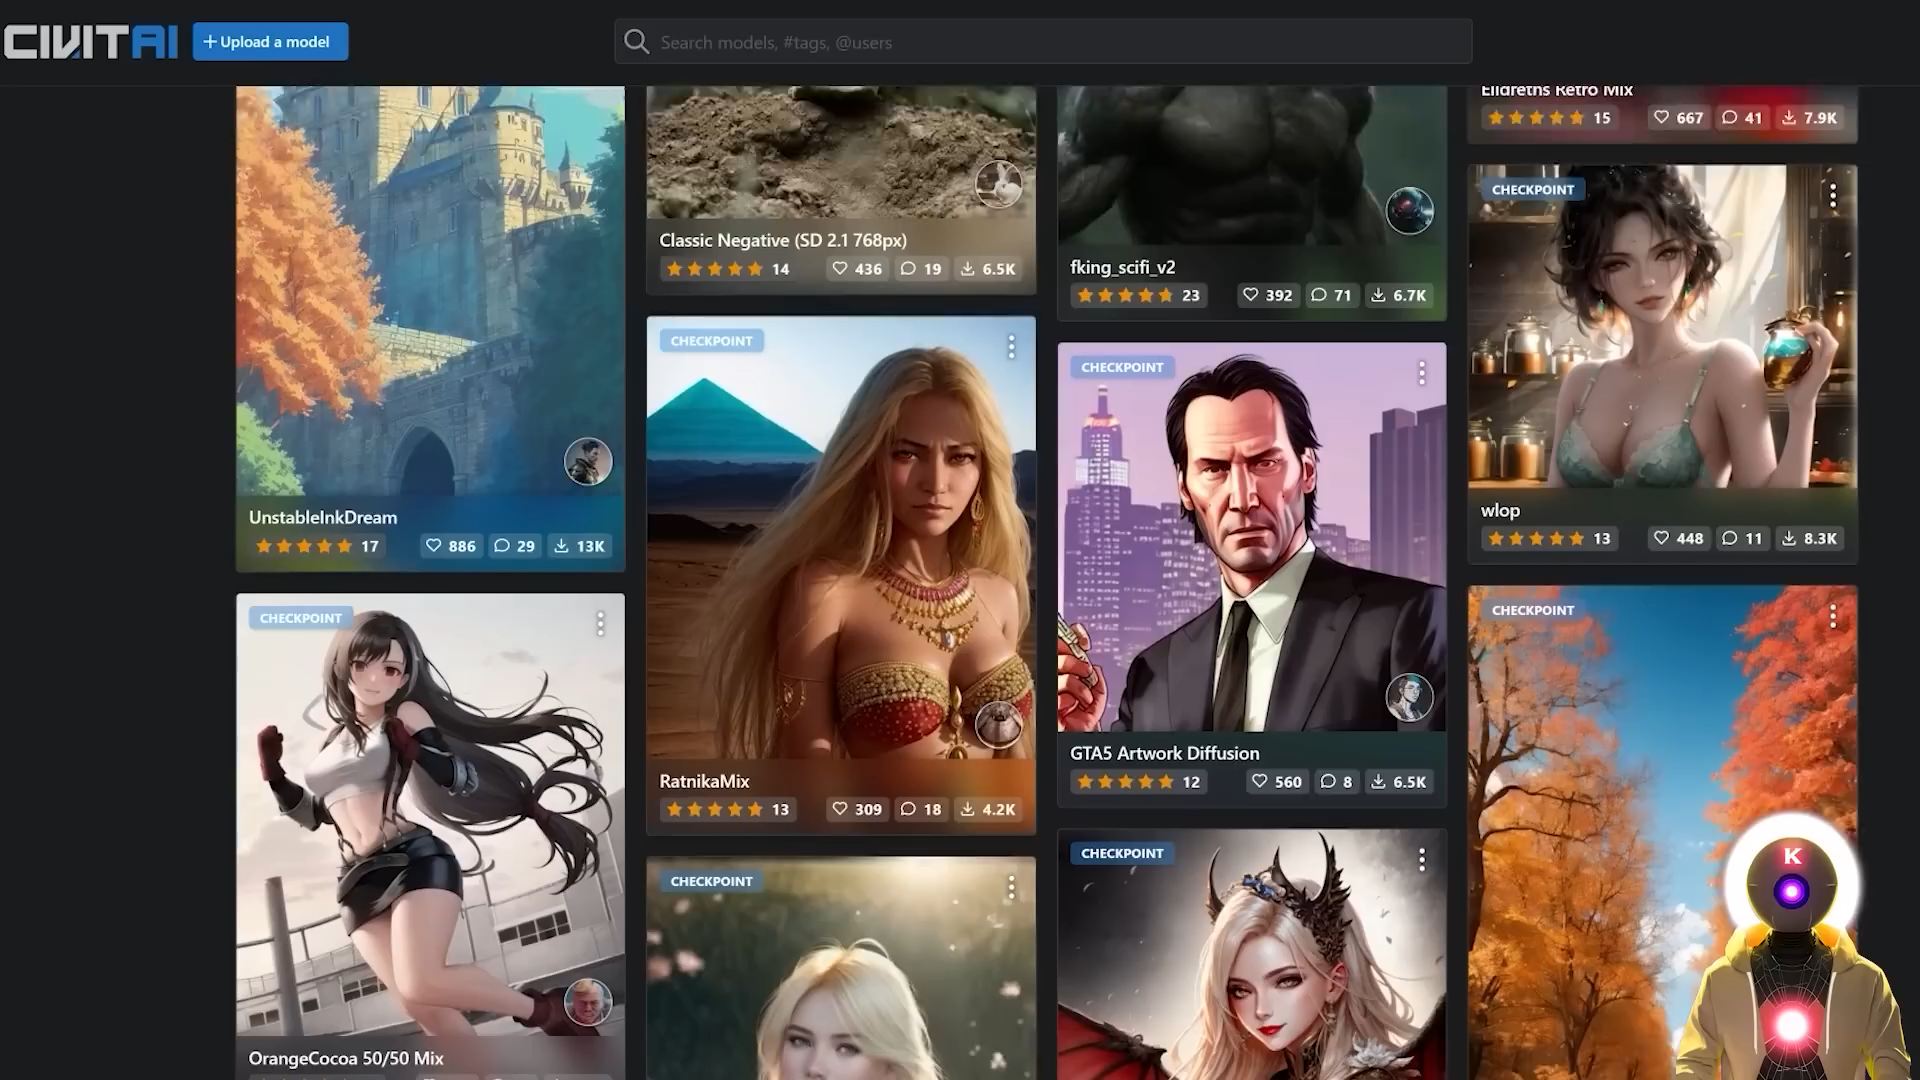 CIVITAI
+ Upload a model
Search models, #tags, @users
UnstableInkDream
17 886 29 13K
CHECKPOINT
OrangeCocoa 50/50 Mix
Classic Negative (SD 2.1 768px)
14 436 19 6.5K
CHECKPOINT
RatnikaMix
13 309 18 4.2K
CHECKPOINT
fking_scifi_v2
23 392 71 6.7K
CHECKPOINT
GTA5 Artwork Diffusion
12 560 8 6.5K
CHECKPOINT
Elldreths Retro Mix
15 667 41 7.9K
CHECKPOINT
wlop
13 448 11 8.3K
CHECKPOINT
K